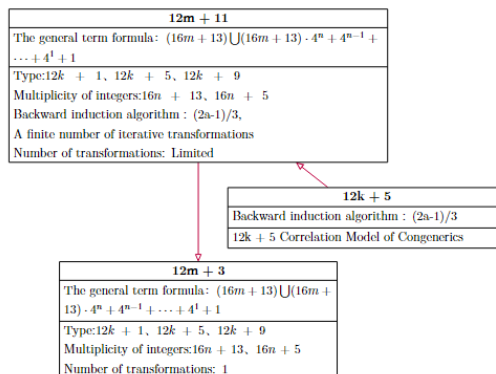 12m + 11
The general term formula: (16m + 13)⋃(16m + 13) · 4ⁿ + 4ⁿ⁻¹ +
⋯ + 4¹ + 1
Type:12k + 1、12k + 5、12k + 9
Multiplicity of integers:16n + 13、16n + 5
Backward induction algorithm : (2a-1)/3,
A finite number of iterative transformations
Number of transformations: Limited
12k + 5
Backward induction algorithm : (2a-1)/3
12k + 5 Correlation Model of Congenerics
12m + 3
The general term formula: (16m + 13)⋃(16m +
13) · 4ⁿ + 4ⁿ⁻¹ + ⋯ + 4¹ + 1
Type:12k + 1、12k + 5、12k + 9
Multiplicity of integers:16n + 13、16n + 5
Number of transformations: 1